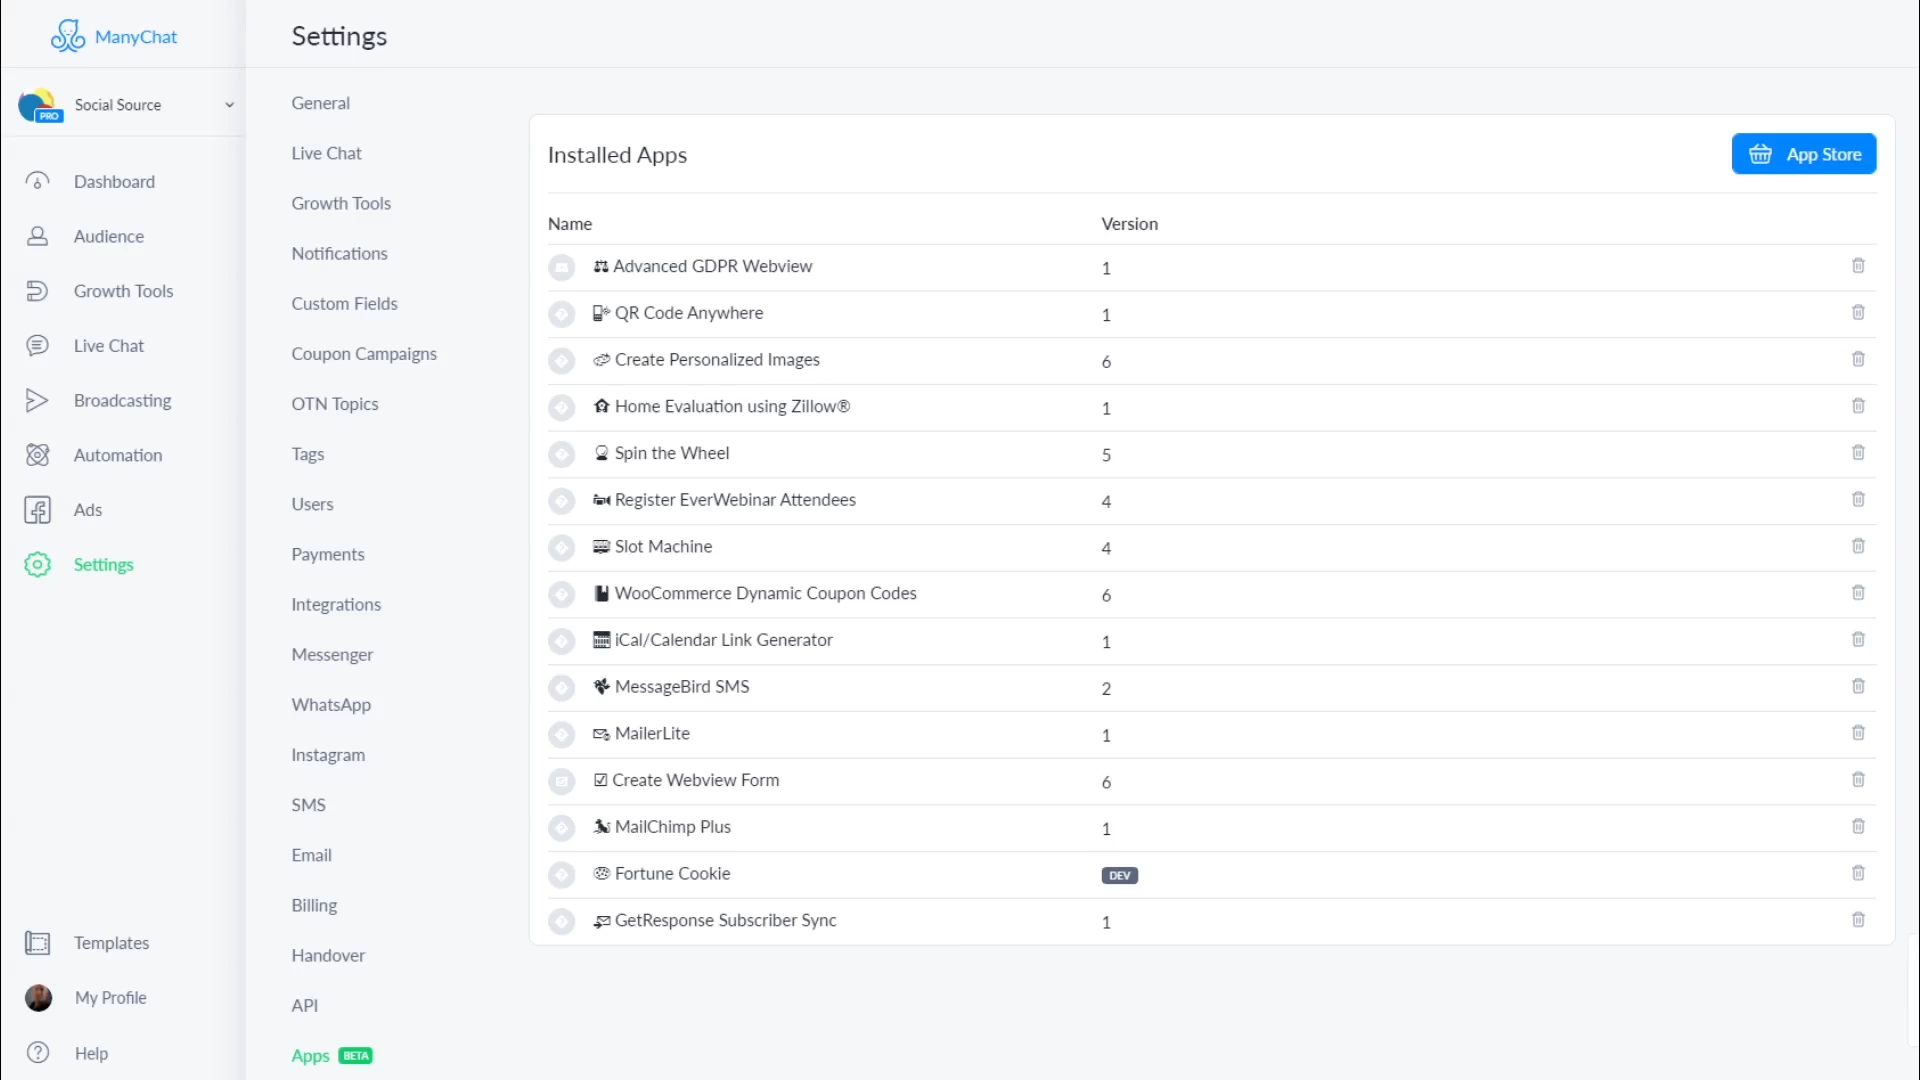 ManyChat
Settings
PRO
Social Source
Dashboard
Audience
Growth Tools
Live Chat
Broadcasting
Automation
Ads
Settings
Templates
My Profile
Help
General
Live Chat
Growth Tools
Notifications
Custom Fields
Coupon Campaigns
OTN Topics
Tags
Users
Payments
Integrations
Messenger
WhatsApp
Instagram
SMS
Email
Billing
Handover
API
Apps BETA
Installed Apps
App Store
Name Version
Advanced GDPR Webview 1
QR Code Anywhere 1
Create Personalized Images 6
Home Evaluation using Zillow® 1
Spin the Wheel 5
Register EverWebinar Attendees 4
Slot Machine 4
WooCommerce Dynamic Coupon Codes 6
iCal/Calendar Link Generator 1
MessageBird SMS 2
MailerLite 1
Create Webview Form 6
MailChimp Plus 1
Fortune Cookie DEV
GetResponse Subscriber Sync 1